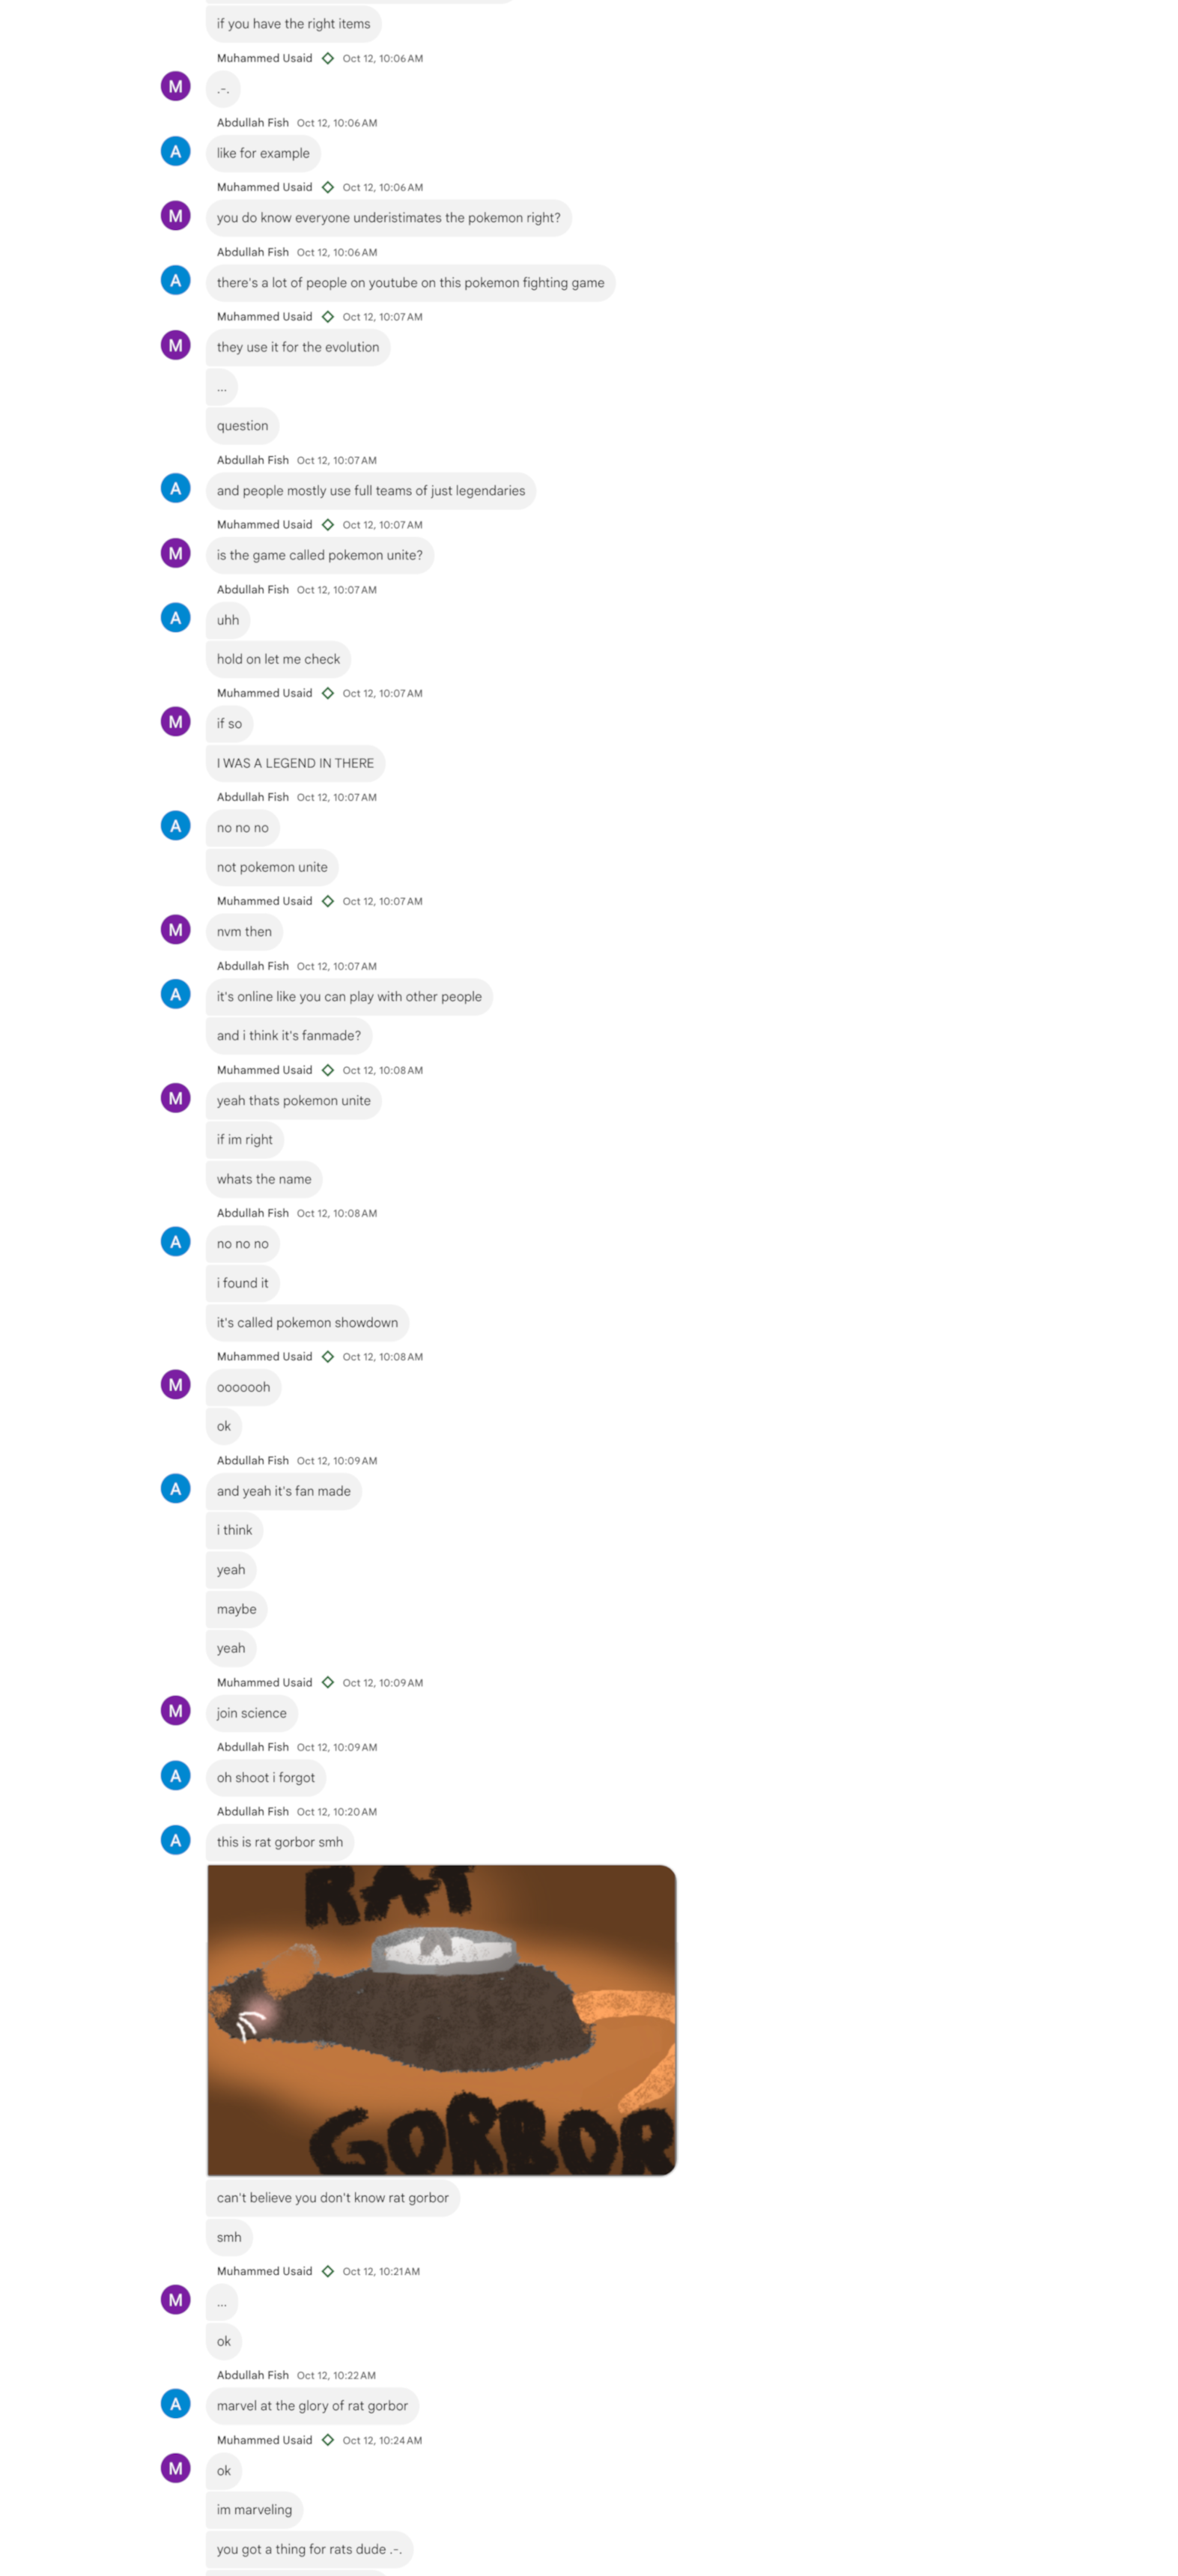 if you have the right items
Muhammed Usaid Oct 12, 10:06 AM
M
.-.
Abdullah Fish Oct 12, 10:06 AM
A
like for example
Muhammed Usaid Oct 12, 10:06 AM
M
you do know everyone underistimates the pokemon right?
Abdullah Fish Oct 12, 10:06 AM
A
there's a lot of people on youtube on this pokemon fighting game
Muhammed Usaid Oct 12, 10:07 AM
M
they use it for the evolution
...
question
Abdullah Fish Oct 12, 10:07 AM
A
and people mostly use full teams of just legendaries
Muhammed Usaid Oct 12, 10:07 AM
M
is the game called pokemon unite?
Abdullah Fish Oct 12, 10:07 AM
A
uhh
hold on let me check
Muhammed Usaid Oct 12, 10:07 AM
M
if so
I WAS A LEGEND IN THERE
Abdullah Fish Oct 12, 10:07 AM
A
no no no
not pokemon unite
Muhammed Usaid Oct 12, 10:07 AM
M
nvm then
Abdullah Fish Oct 12, 10:07 AM
A
it's online like you can play with other people
and i think it's fanmade?
Muhammed Usaid Oct 12, 10:08 AM
M
yeah thats pokemon unite
if im right
whats the name
Abdullah Fish Oct 12, 10:08 AM
A
no no no
i found it
it's called pokemon showdown
Muhammed Usaid Oct 12, 10:08 AM
M
ooooooh
ok
Abdullah Fish Oct 12, 10:09 AM
A
and yeah it's fan made
i think
yeah
maybe
yeah
Muhammed Usaid Oct 12, 10:09 AM
M
join science
Abdullah Fish Oct 12, 10:09 AM
A
oh shoot i forgot
Abdullah Fish Oct 12, 10:20 AM
A
this is rat gorbor smh
RAT
GORBOR
can't believe you don't know rat gorbor
smh
Muhammed Usaid Oct 12, 10:21 AM
M
...
ok
Abdullah Fish Oct 12, 10:22 AM
A
marvel at the glory of rat gorbor
Muhammed Usaid Oct 12, 10:24 AM
M
ok
im marveling
you got a thing for rats dude .-.